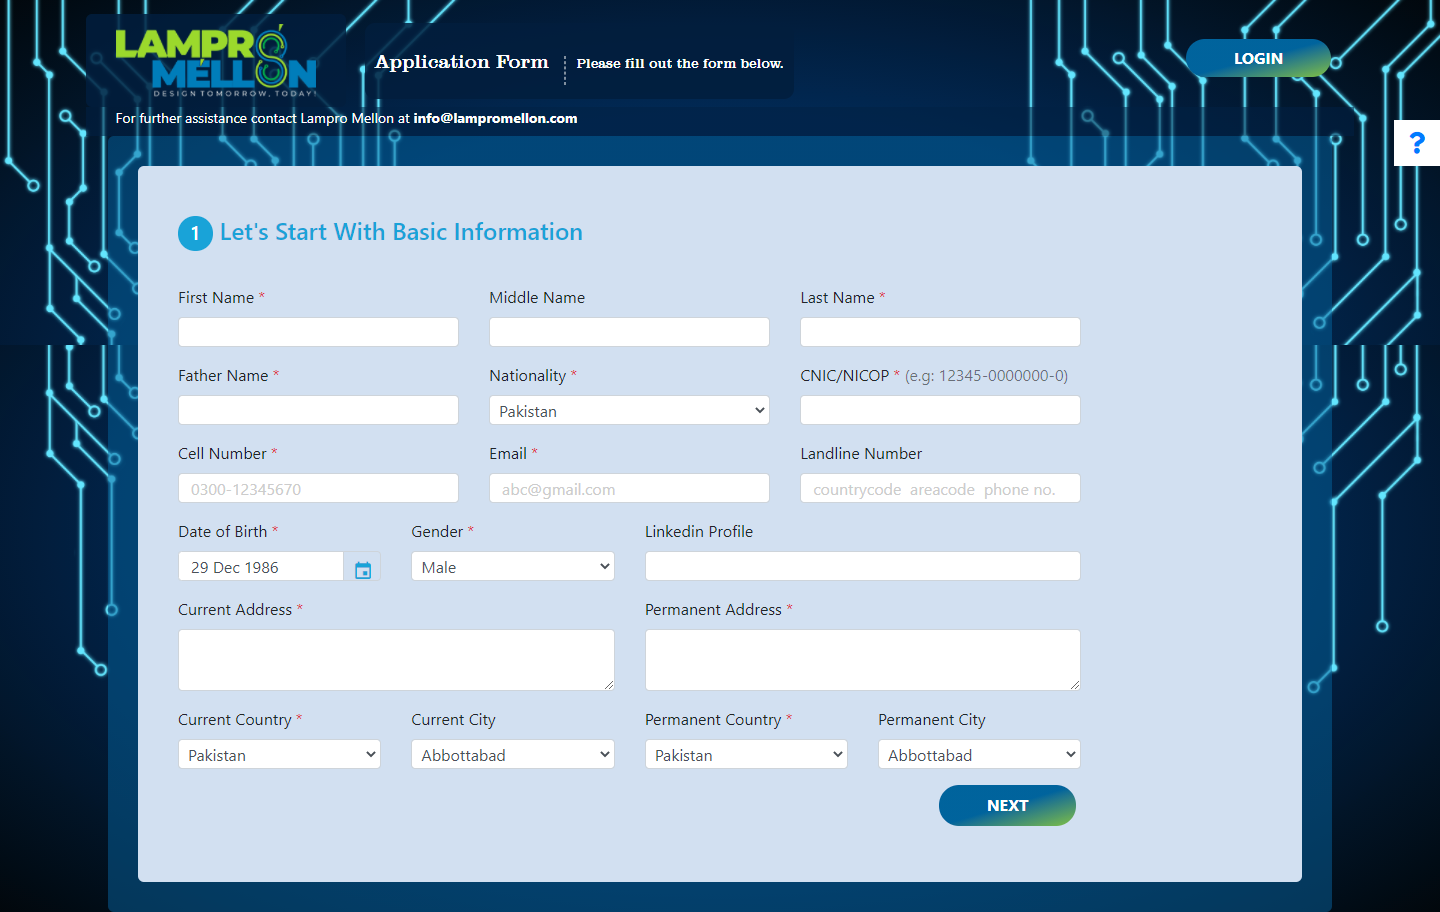 LAMPRO
MELLON
DESIGN TOMORROW, TODAY!
Application Form
Please fill out the form below.
LOGIN
For further assistance contact Lampro Mellon at info@lampromellon.com
?
1 Let's Start With Basic Information
First Name * Middle Name Last Name *
Father Name * Nationality * CNIC/NICOP * (e.g: 12345-0000000-0)
Pakistan
Cell Number * Email * Landline Number
0300-12345670 abc@gmail.com countrycode areacode phone no.
Date of Birth * Gender * Linkedin Profile
29 Dec 1986 Male
Current Address * Permanent Address *
Current Country * Current City Permanent Country * Permanent City
Pakistan Abbottabad Pakistan Abbottabad
NEXT